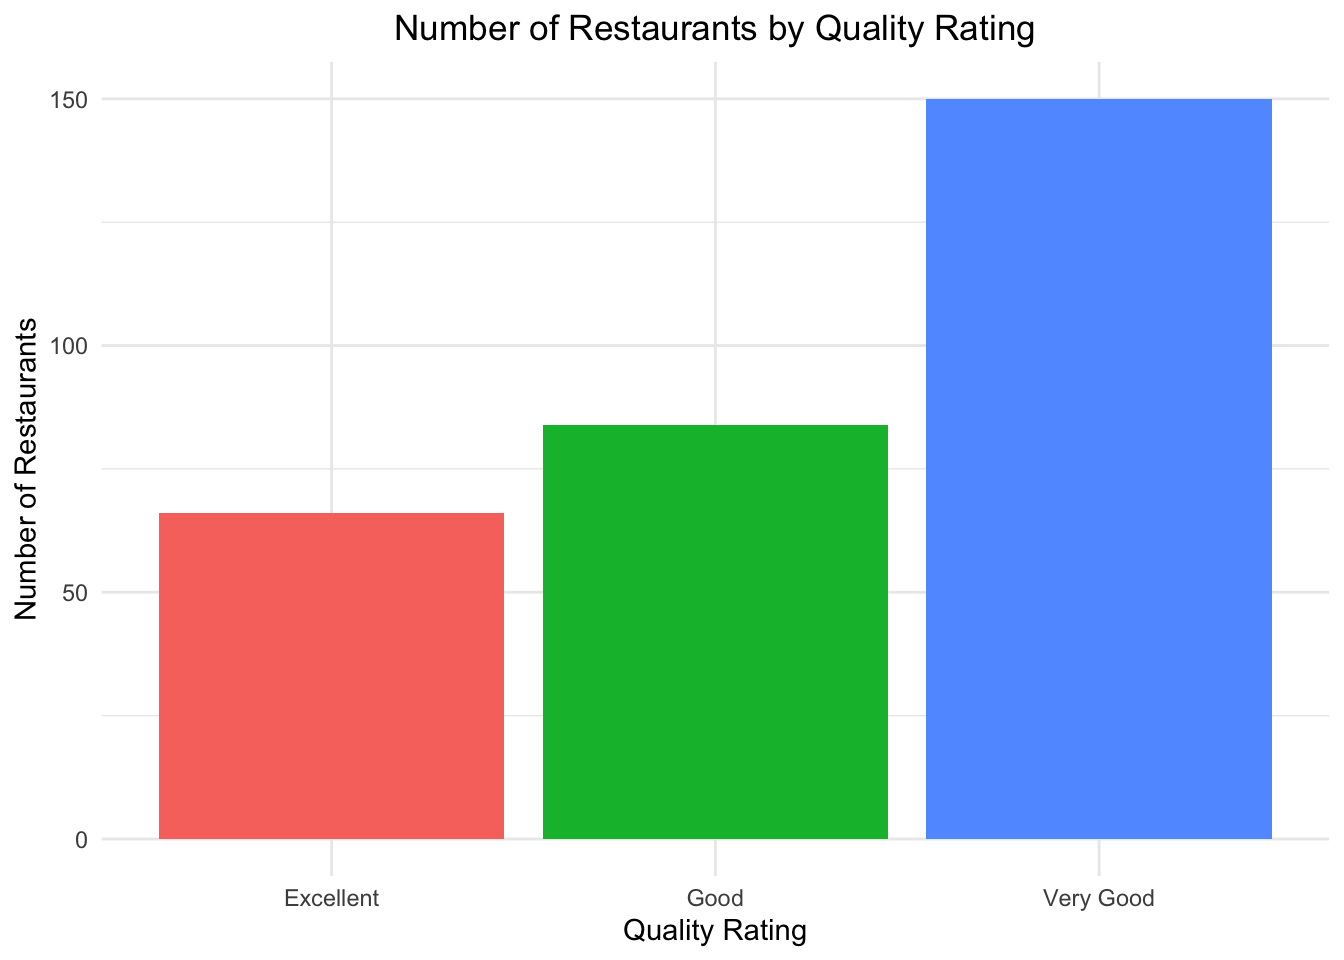 Number of Restaurants by Quality Rating
Number of Restaurants
150
100
50
0
Excellent
Good
Very Good
Quality Rating